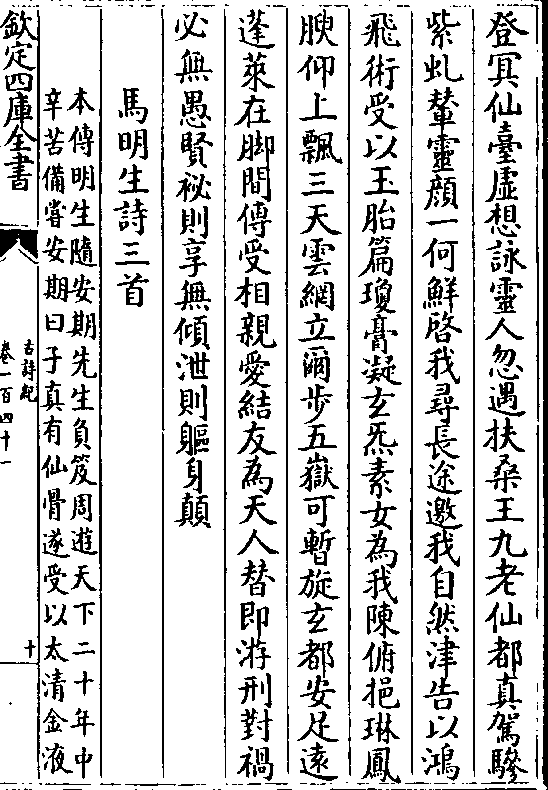 登冥仙臺虛想詠靈人忽遇扶桑王九老仙都真駕驂
紫虬輦靈顔一何鮮啓我尋長途邀我自然津告以鴻
飛術受以玉胎篇瓊膏凝玄炁素女為我陳俯挹琳鳳
腴仰上飄三天雲綱立爾步五嶽可暫旋玄都安足遠
蓬萊在脚間傳受相親愛結友為天人替即游刑對禍
必無愚賢祕則享無傾泄則軀身顛
馬明生詩三首
本傳明生隨安期先生負笈周遊天下二十年中
辛苦備嘗安期曰子真有仙骨遂受以太清金液
欽定四庫全書
古詩紀
卷一百四十一
十